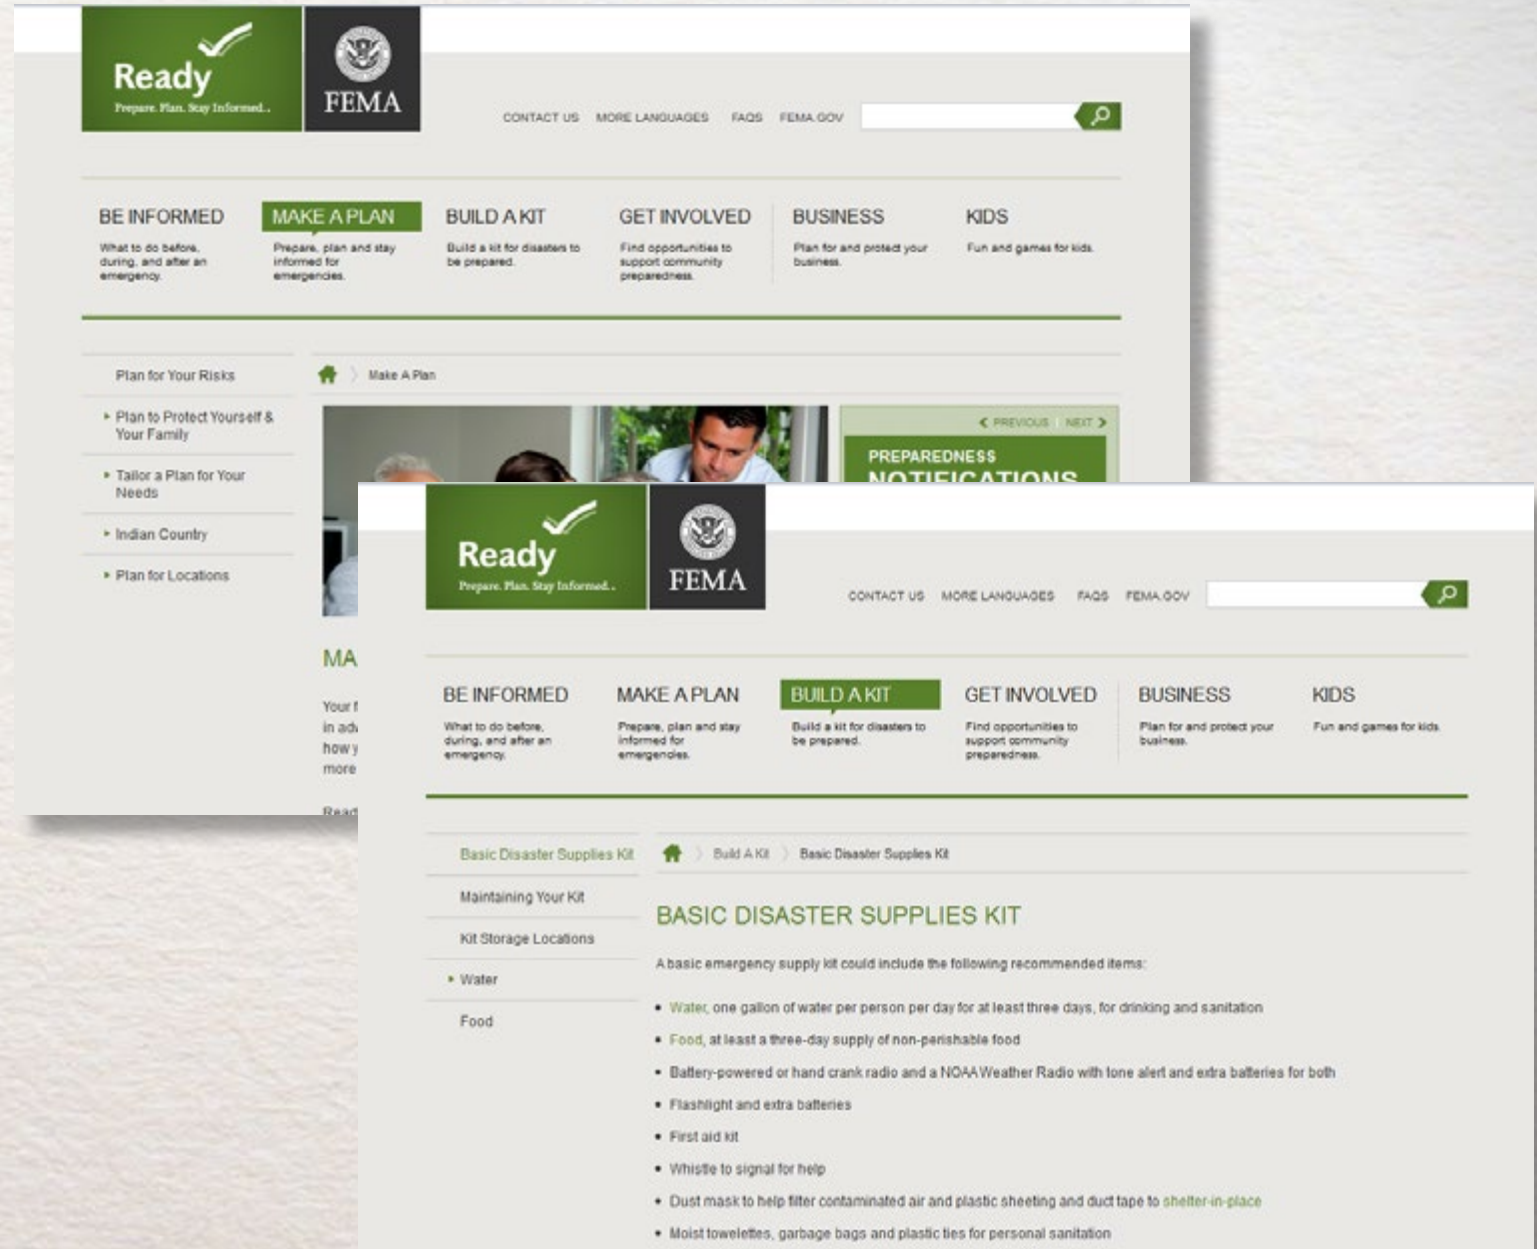 Ready
Prepare. Plan. Stay Informed..
FEMA
CONTACT US MORE LANGUAGES FAQS FEMA.GOV
BE INFORMED
What to do before,
during, and after an
emergency.
MAKE A PLAN
Prepare, plan and stay
informed for
emergencies.
BUILD A KIT
Build a kit for disasters to
be prepared.
GET INVOLVED
Find opportunities to
support community
preparedness.
BUSINESS
Plan for and protect your
business.
KIDS
Fun and games for kids.
Plan for Your Risks
Plan to Protect Yourself &
Your Family
Tailor a Plan for Your
Needs
Indian Country
Plan for Locations
Make A Plan
PREVIOUS NEXT
PREPAREDNESS
NOTIFICATIONS
MA
Your f
in adv
how y
more
Read
Ready
Prepare. Plan. Stay Informed..
FEMA
CONTACT US MORE LANGUAGES FAQS FEMA.GOV
BE INFORMED
What to do before,
during, and after an
emergency.
MAKE A PLAN
Prepare, plan and stay
informed for
emergencies.
BUILD A KIT
Build a kit for disasters to
be prepared.
GET INVOLVED
Find opportunities to
support community
preparedness.
BUSINESS
Plan for and protect your
business.
KIDS
Fun and games for kids.
Basic Disaster Supplies Kit
Maintaining Your Kit
Kit Storage Locations
Water
Food
Build A Kit Basic Disaster Supplies Kit
BASIC DISASTER SUPPLIES KIT
A basic emergency supply kit could include the following recommended items:
• Water, one gallon of water per person per day for at least three days, for drinking and sanitation
• Food, at least a three-day supply of non-perishable food
• Battery-powered or hand crank radio and a NOAA Weather Radio with tone alert and extra batteries for both
• Flashlight and extra batteries
• First aid kit
• Whistle to signal for help
• Dust mask to help filter contaminated air and plastic sheeting and duct tape to shelter-in-place
• Moist towelettes, garbage bags and plastic ties for personal sanitation